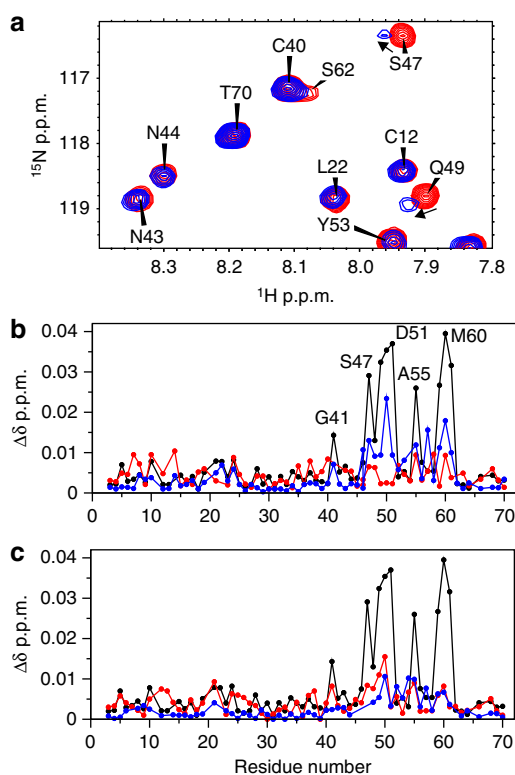 a
¹⁵N p.p.m.
117
118
119
C40
S62
S47
T70
N44
C12
L22
Q49
Y53
N43
8.3
8.2
8.1
8.0
7.9
7.8
¹H p.p.m.
b
Δδ p.p.m.
0.04
0.03
0.02
0.01
0
D51
M60
S47
A55
G41
0
10
20
30
40
50
60
70
c
Δδ p.p.m.
0.04
0.03
0.02
0.01
0
0
10
20
30
40
50
60
70
Residue number